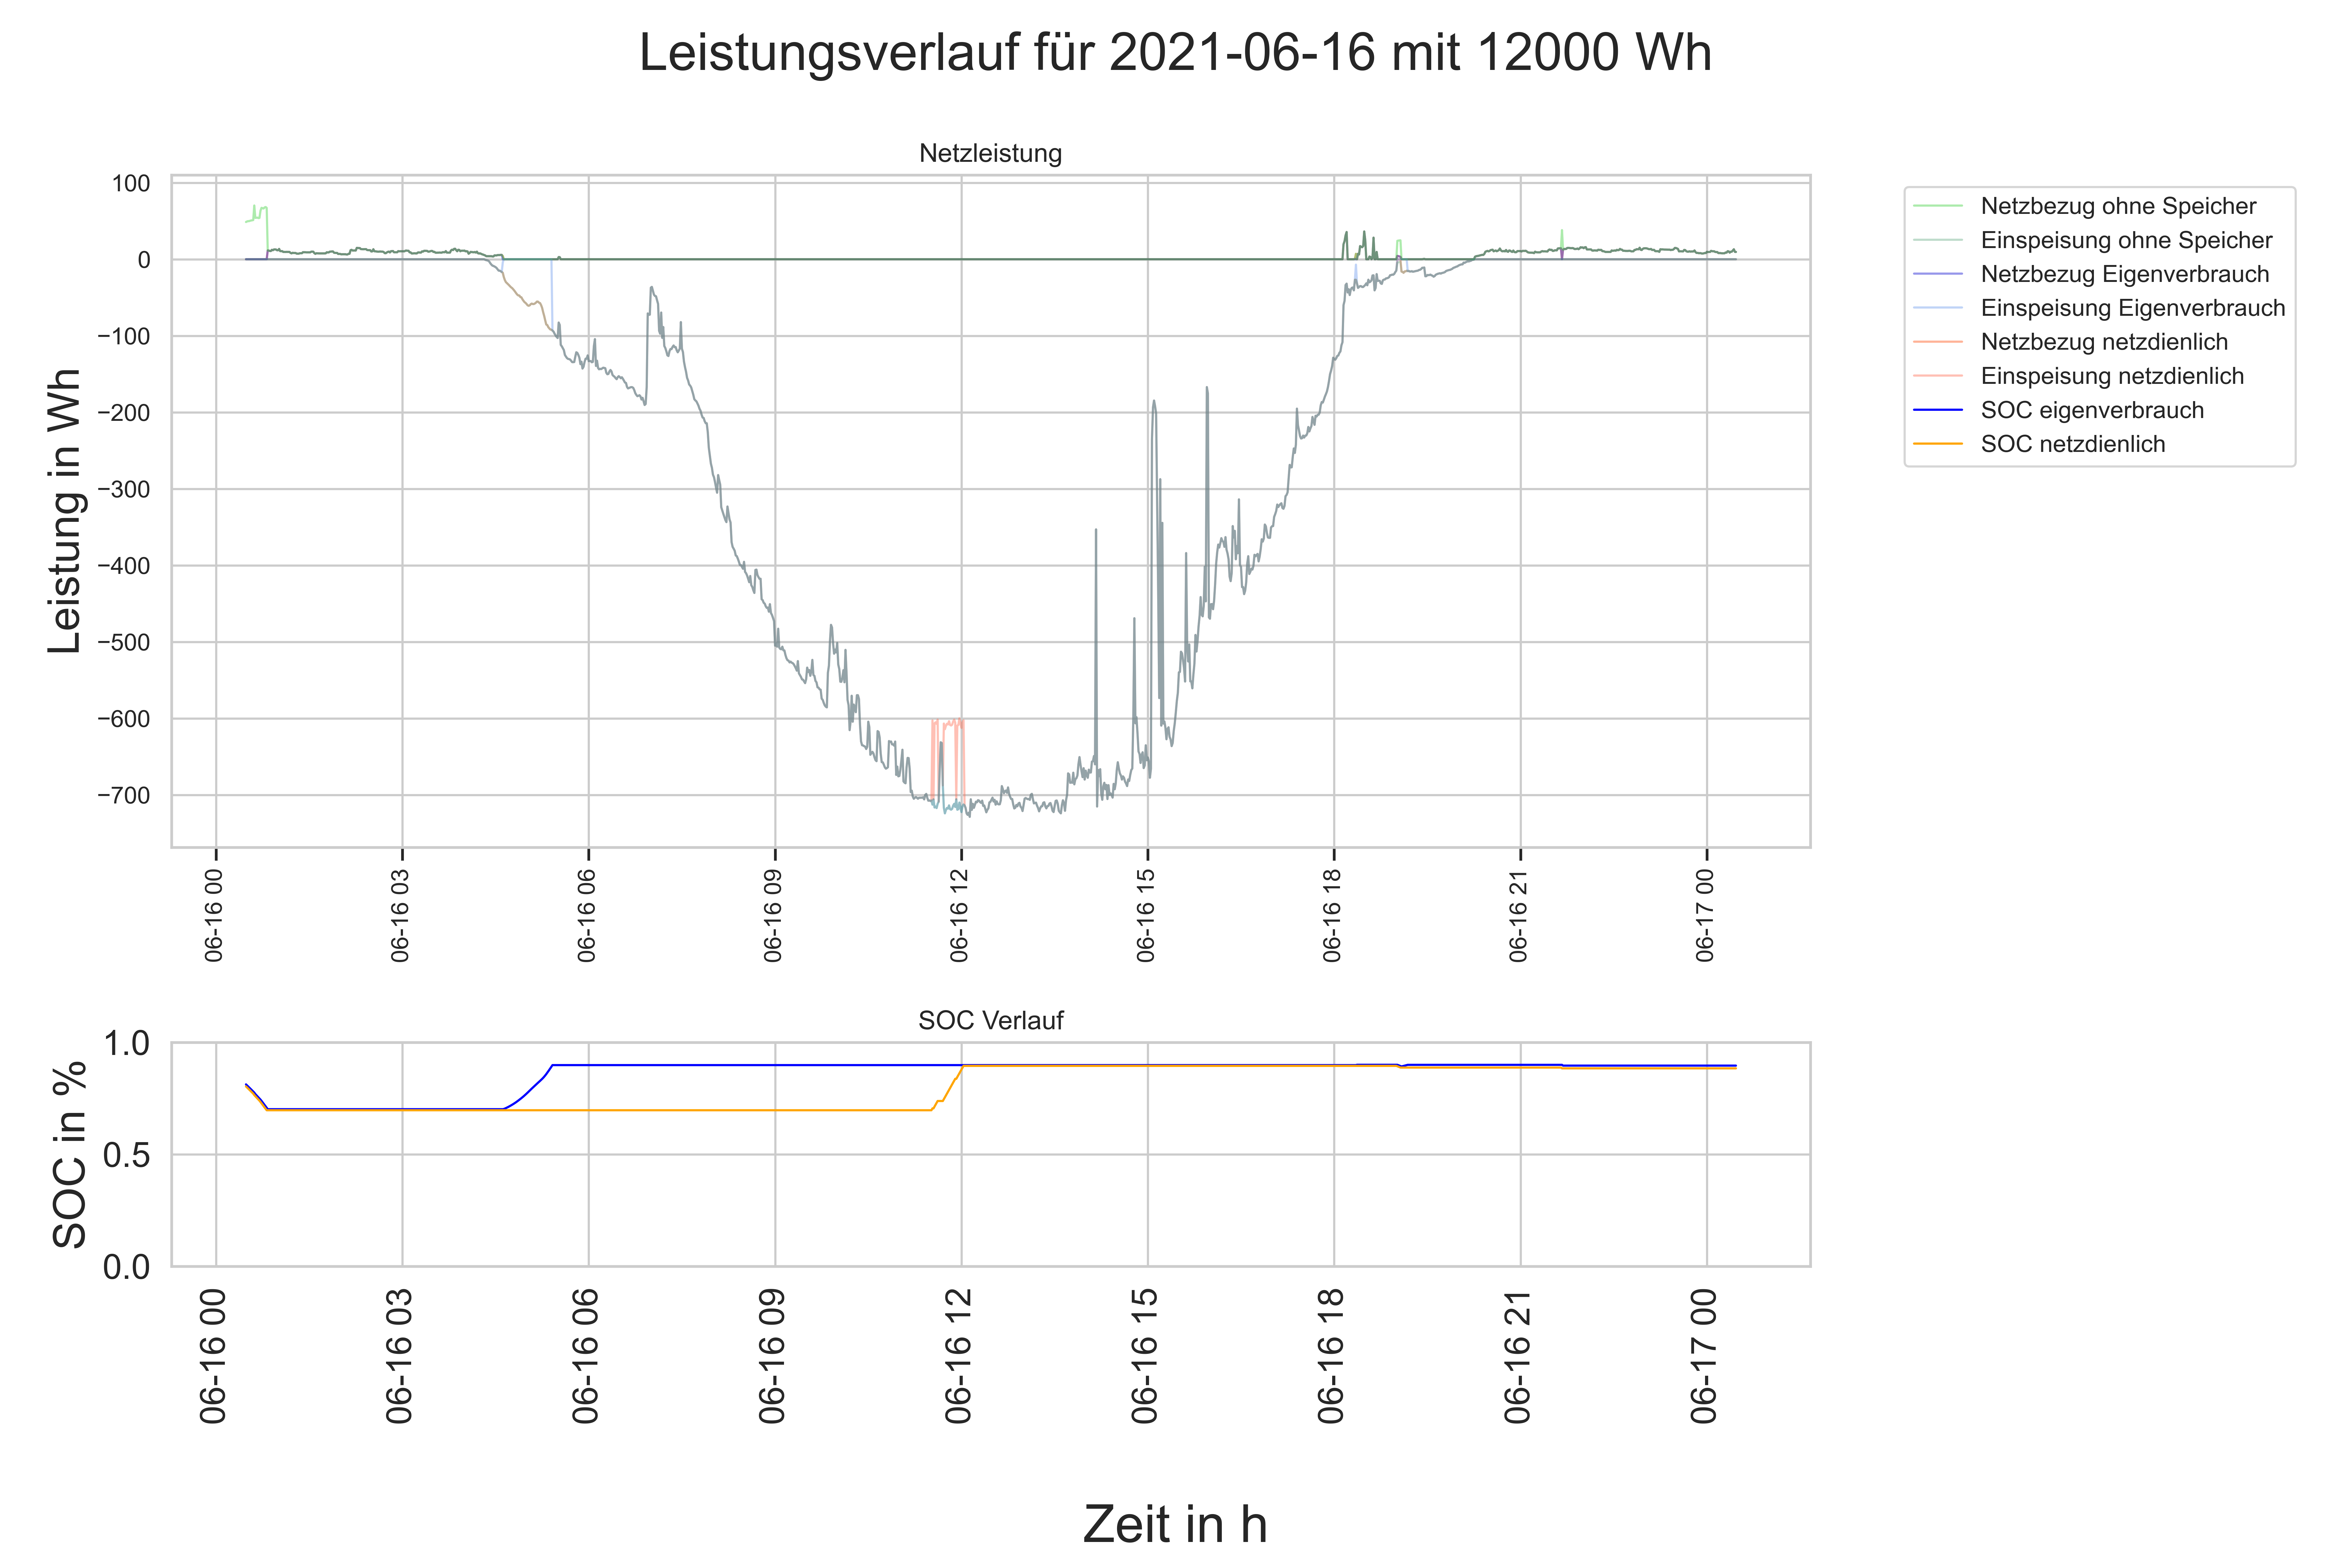 Leistungsverlauf für 2021-06-16 mit 12000 Wh
Netzleistung
Leistung in Wh
100
0
−100
−200
−300
−400
−500
−600
−700
06-16 00
06-16 03
06-16 06
06-16 09
06-16 12
06-16 15
06-16 18
06-16 21
06-17 00
Netzbezug ohne Speicher
Einspeisung ohne Speicher
Netzbezug Eigenverbrauch
Einspeisung Eigenverbrauch
Netzbezug netzdienlich
Einspeisung netzdienlich
SOC eigenverbrauch
SOC netzdienlich
SOC Verlauf
SOC in %
1.0
0.5
0.0
06-16 00
06-16 03
06-16 06
06-16 09
06-16 12
06-16 15
06-16 18
06-16 21
06-17 00
Zeit in h